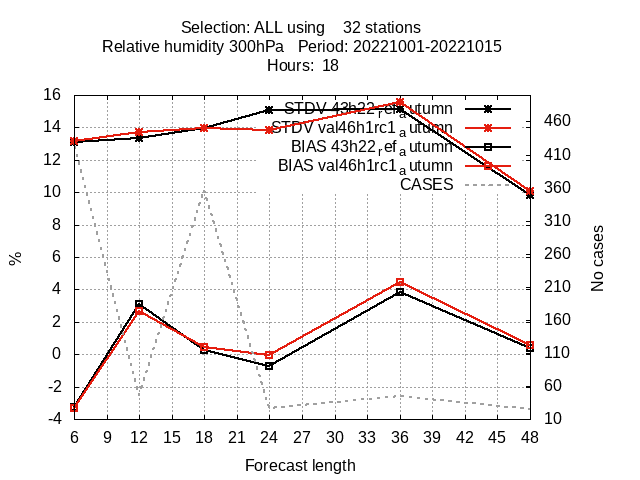 Selection: ALL using    32 stations
Relative humidity 300hPa   Period: 20221001-20221015
Hours:  18
STDV 43h22ref_autumn
STDV val46h1rc1_autumn
BIAS 43h22ref_autumn
BIAS val46h1rc1_autumn
CASES
16
14
12
10
8
6
4
2
0
-2
-4
%
460
410
360
310
260
210
160
110
60
10
No cases
6 9 12 15 18 21 24 27 30 33 36 39 42 45 48
Forecast length